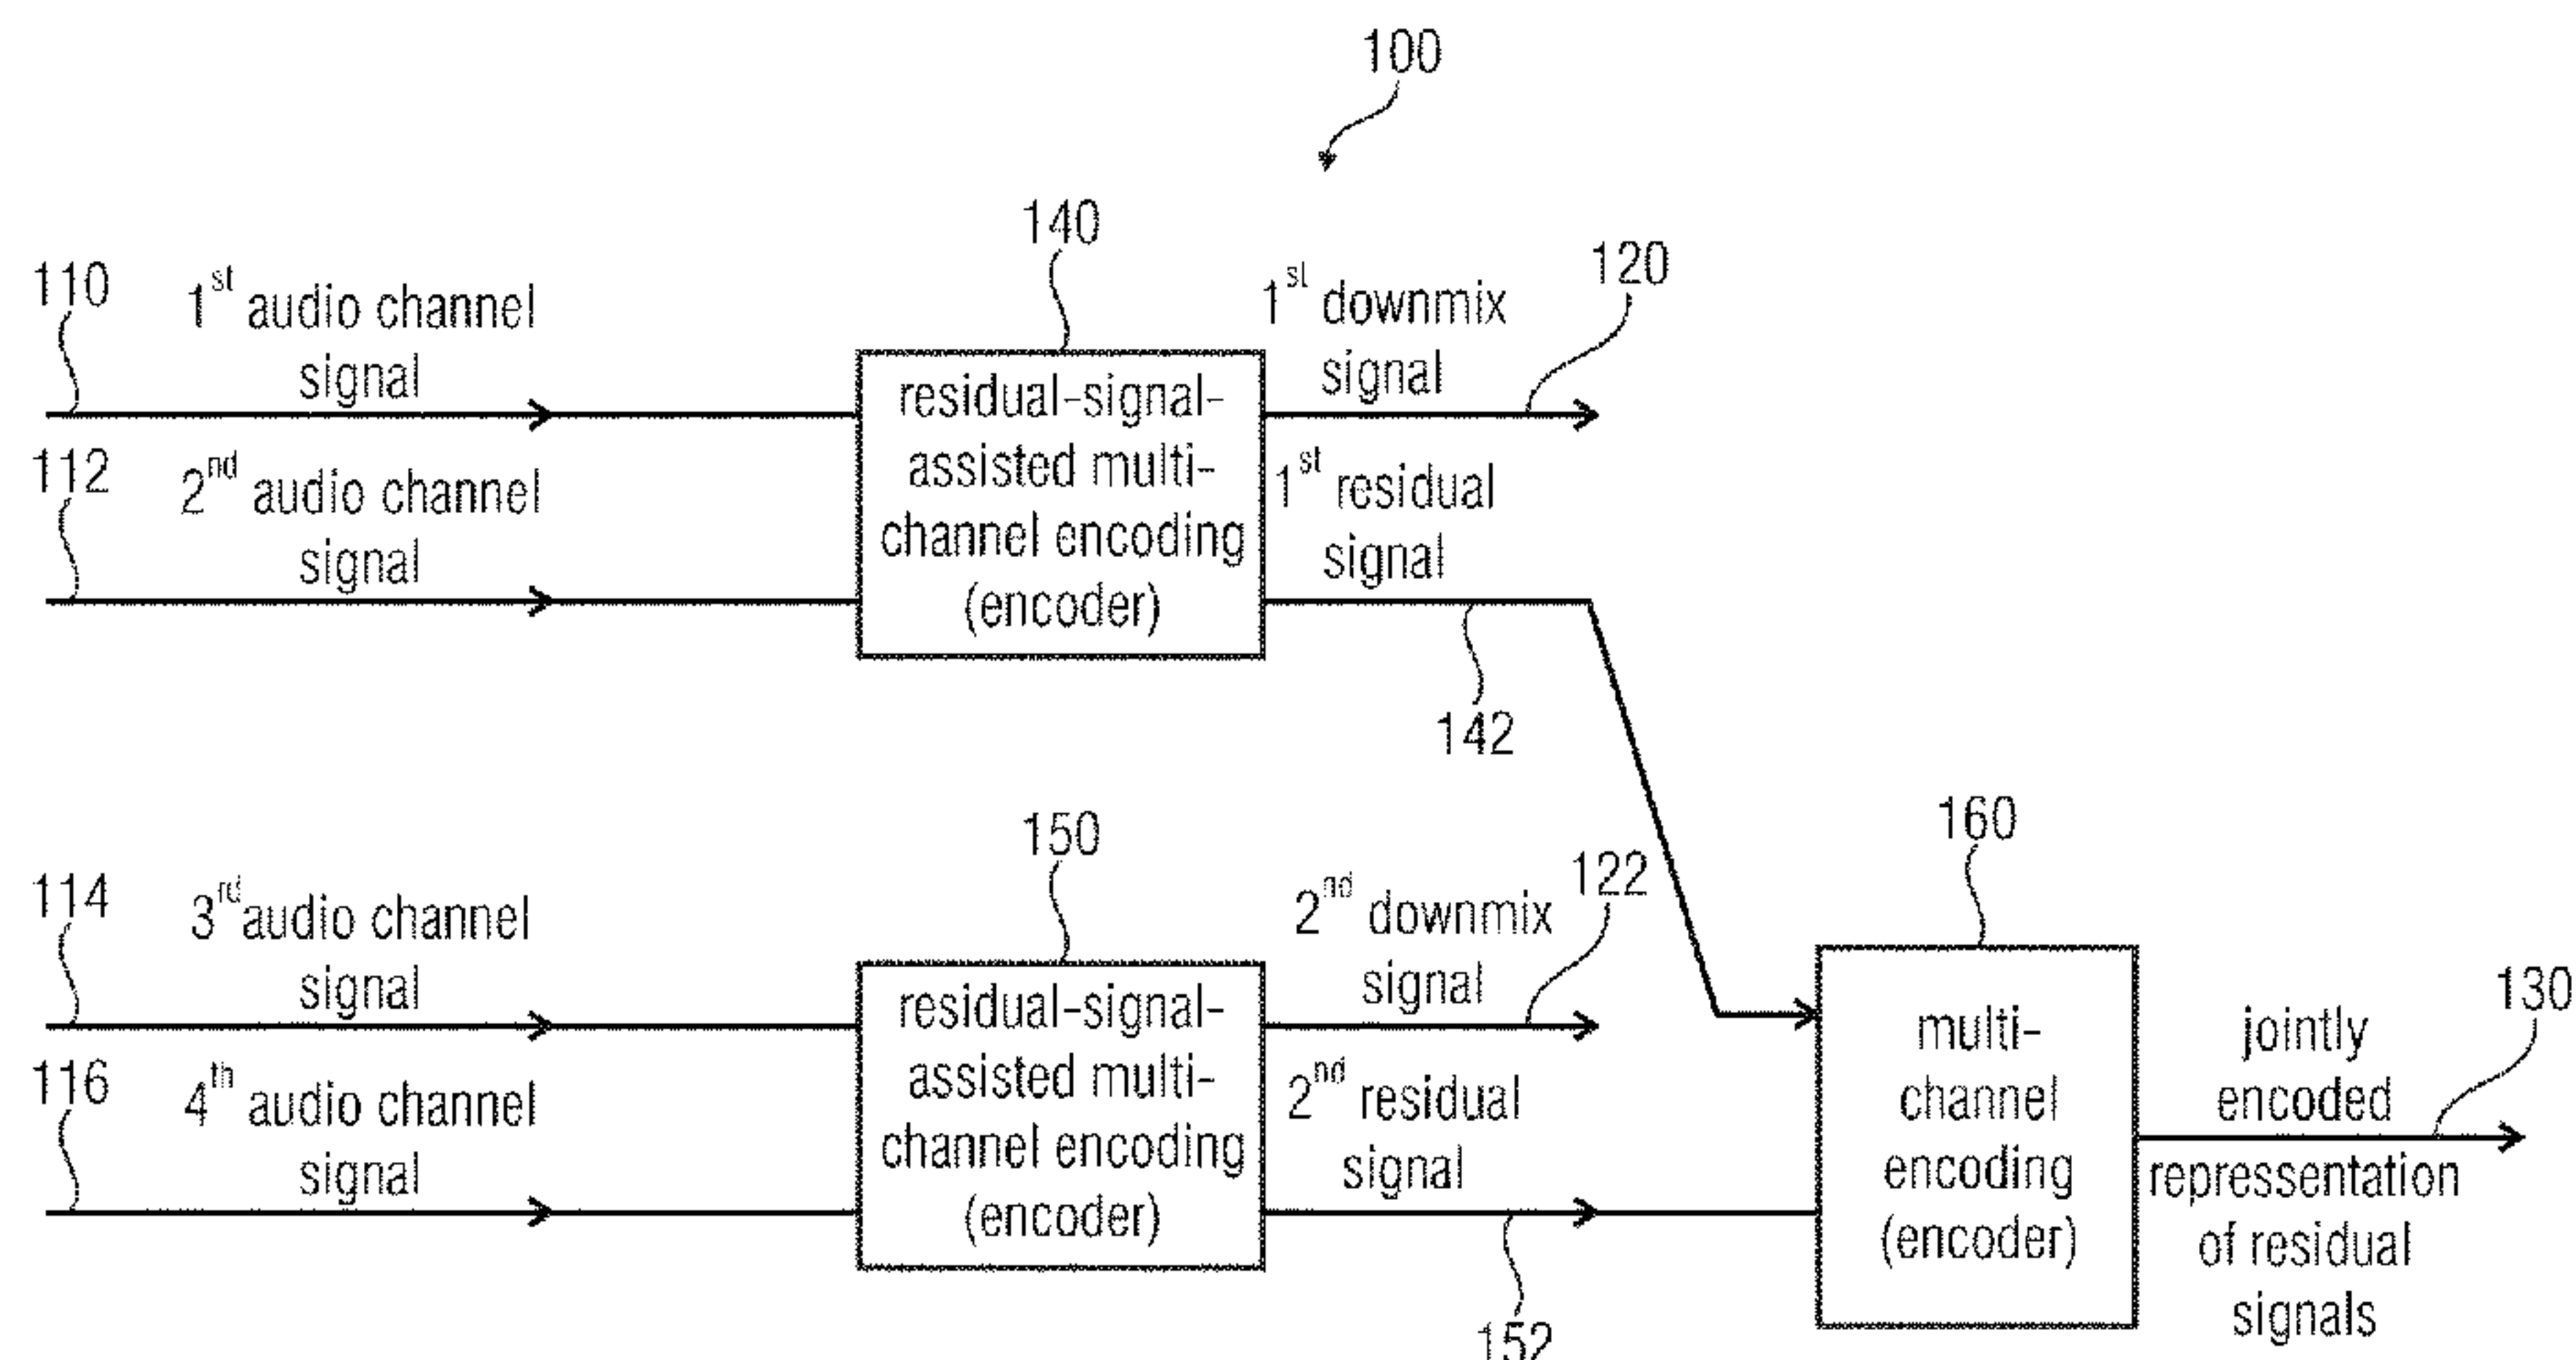 100
140
110
1st audio channel
signal
112
2nd audio channel
signal
residual-signal-
assisted multi-
channel encoding
(encoder)
1st downmix
signal
120
1st residual
signal
142
150
114
3rd audio channel
signal
116
4th audio channel
signal
residual-signal-
assisted multi-
channel encoding
(encoder)
2nd downmix
signal
122
2nd residual
signal
152
160
multi-
channel
encoding
(encoder)
130
jointly
encoded
repressentation
of residual
signals